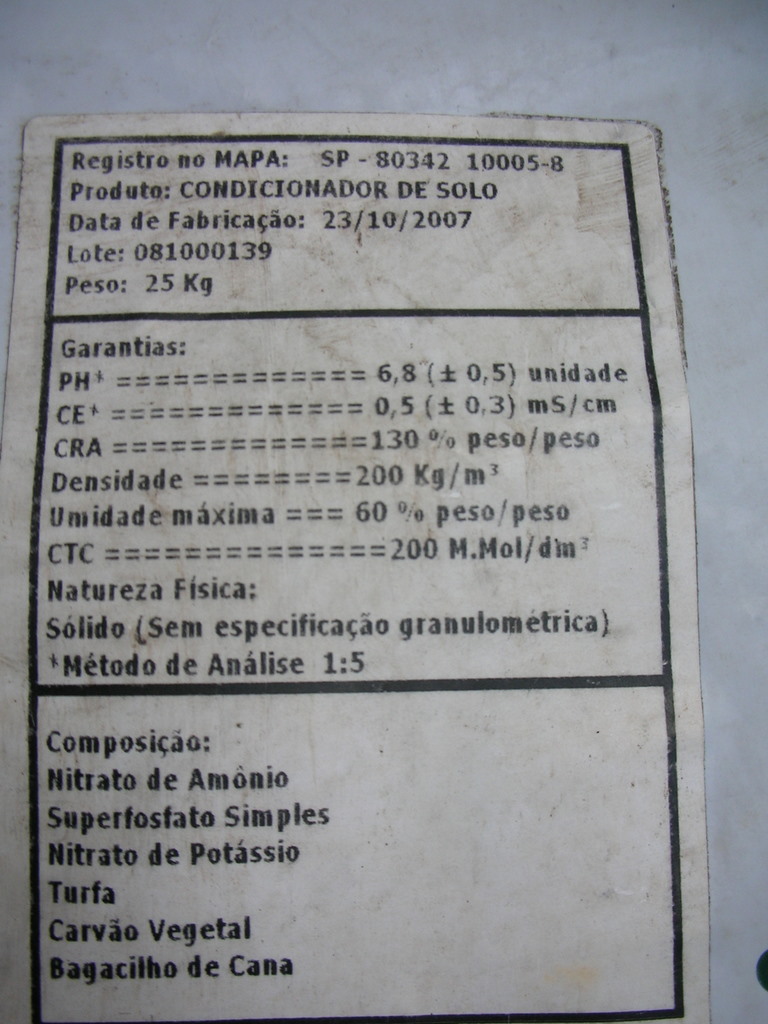 Registro no MAPA: SP - 80342 10005-8
Produto: CONDICIONADOR DE SOLO
Data de Fabricação: 23/10/2007
Lote: 081000139
Peso: 25 Kg
Garantias:
PH* ============= 6,8 (± 0,5) unidade
CE* ============= 0,5 (± 0,3) mS/cm
CRA =============130 % peso/peso
Densidade ========200 Kg/m³
Umidade máxima === 60 % peso/peso
CTC ==============200 M.Mol/dm³
Natureza Física:
Sólido (Sem especificação granulométrica)
*Método de Análise 1:5
Composição:
Nitrato de Amônio
Superfosfato Simples
Nitrato de Potássio
Turfa
Carvão Vegetal
Bagacilho de Cana